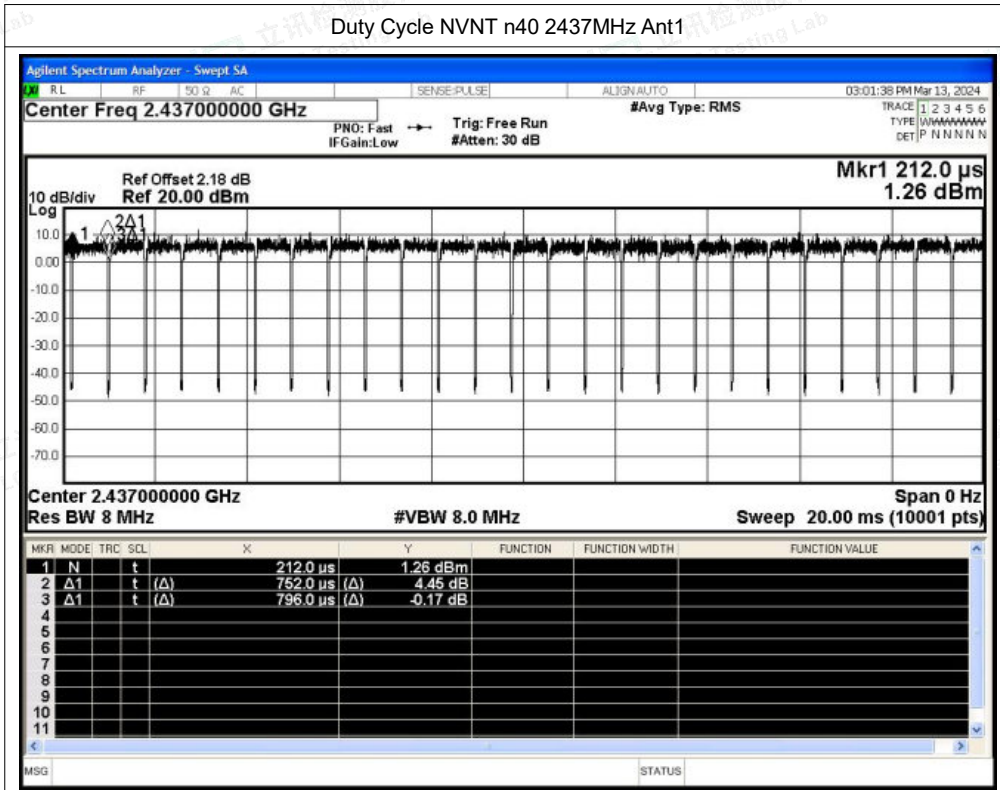 Duty Cycle NVNT n40 2437MHz Ant1
Agilent Spectrum Analyzer - Swept SA
RL RF 50 Ω AC SENSE:PULSE ALIGN AUTO 03:01:38 PM Mar 13, 2024
Center Freq 2.437000000 GHz #Avg Type: RMS TRACE 1 2 3 4 5 6
PNO: Fast Trig: Free Run TYPE
IFGain:Low #Atten: 30 dB DET P N N N N N
Mkr1 212.0 µs
Ref Offset 2.18 dB
10 dB/div Ref 20.00 dBm 1.26 dBm
Log
2Δ1
10.0 1 3Δ1
0.00
-10.0
-20.0
-30.0
-40.0
-50.0
-60.0
-70.0
Center 2.437000000 GHz Span 0 Hz
Res BW 8 MHz #VBW 8.0 MHz Sweep 20.00 ms (10001 pts)
MKR MODE TRC SCL X Y FUNCTION FUNCTION WIDTH FUNCTION VALUE
1 N t 212.0 µs 1.26 dBm
2 Δ1 t (Δ) 752.0 µs (Δ) 4.45 dB
3 Δ1 t (Δ) 796.0 µs (Δ) -0.17 dB
4
5
6
7
8
9
10
11
MSG STATUS